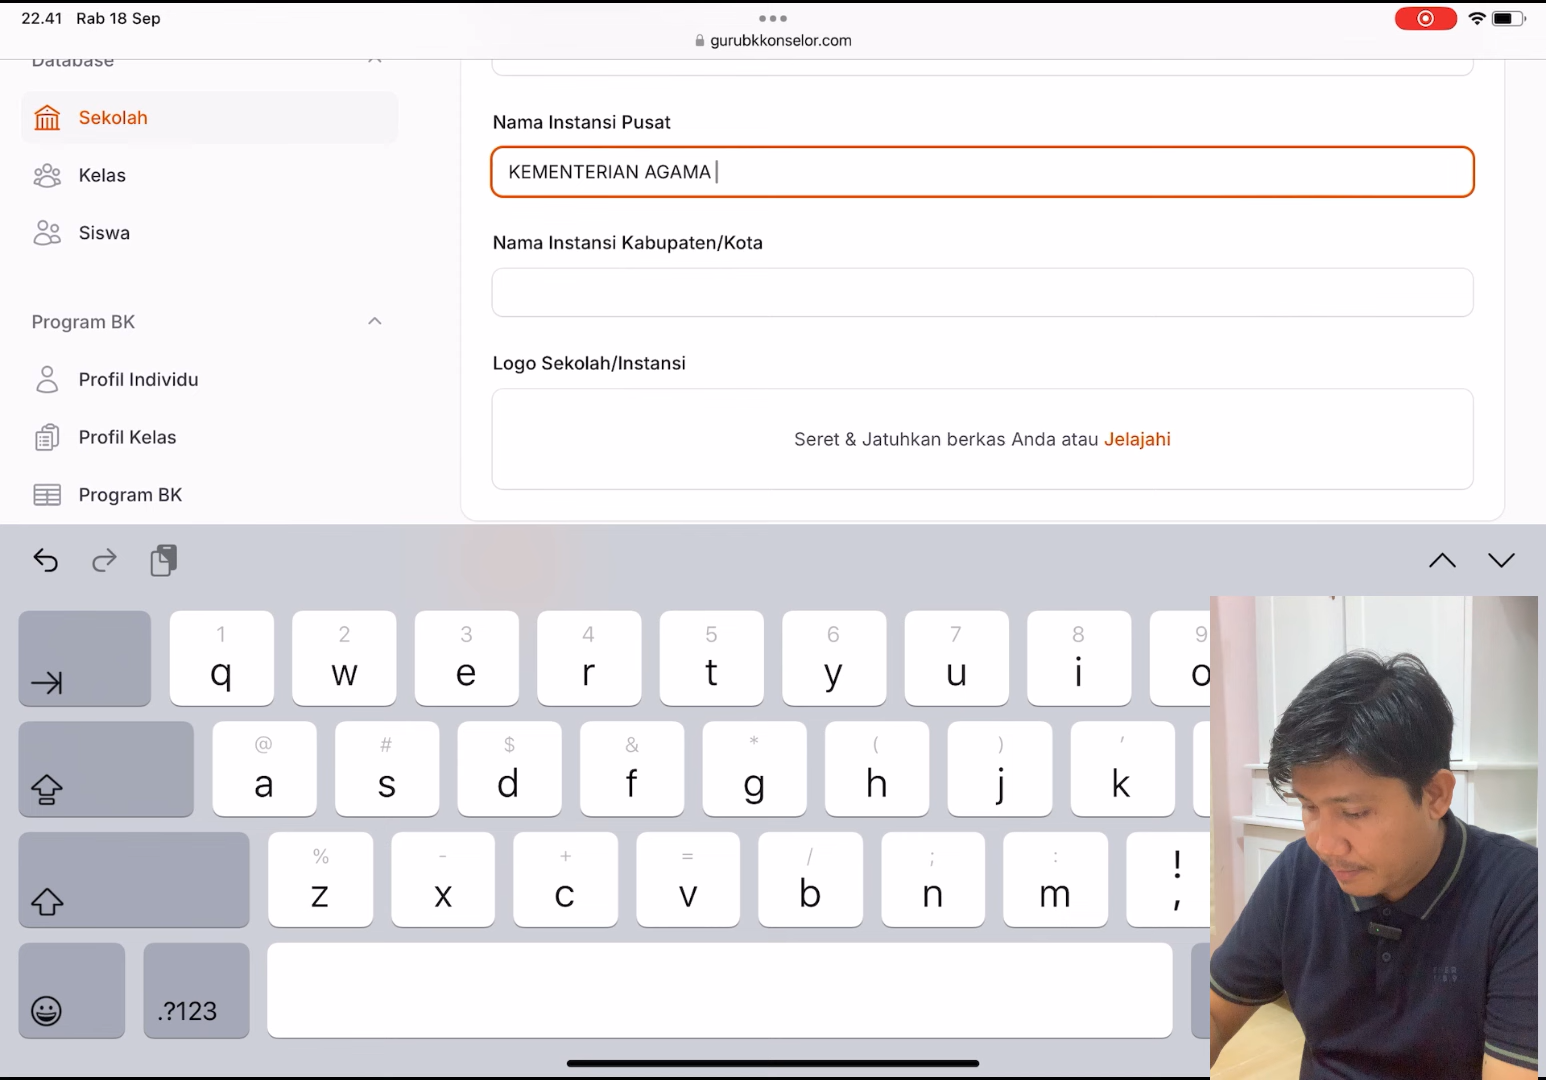 22.41 Rab 18 Sep
gurubkkonselor.com
Database
Sekolah
Kelas
Siswa
Program BK
Profil Individu
Profil Kelas
Program BK
Nama Instansi Pusat
KEMENTERIAN AGAMA
Nama Instansi Kabupaten/Kota
Logo Sekolah/Instansi
Seret & Jatuhkan berkas Anda atau Jelajahi
1 2 3 4 5 6 7 8 9
q w e r t y u i o
@ # $ & * ( ) '
a s d f g h j k
% - + = / ; : !
z x c v b n m ,
.?123